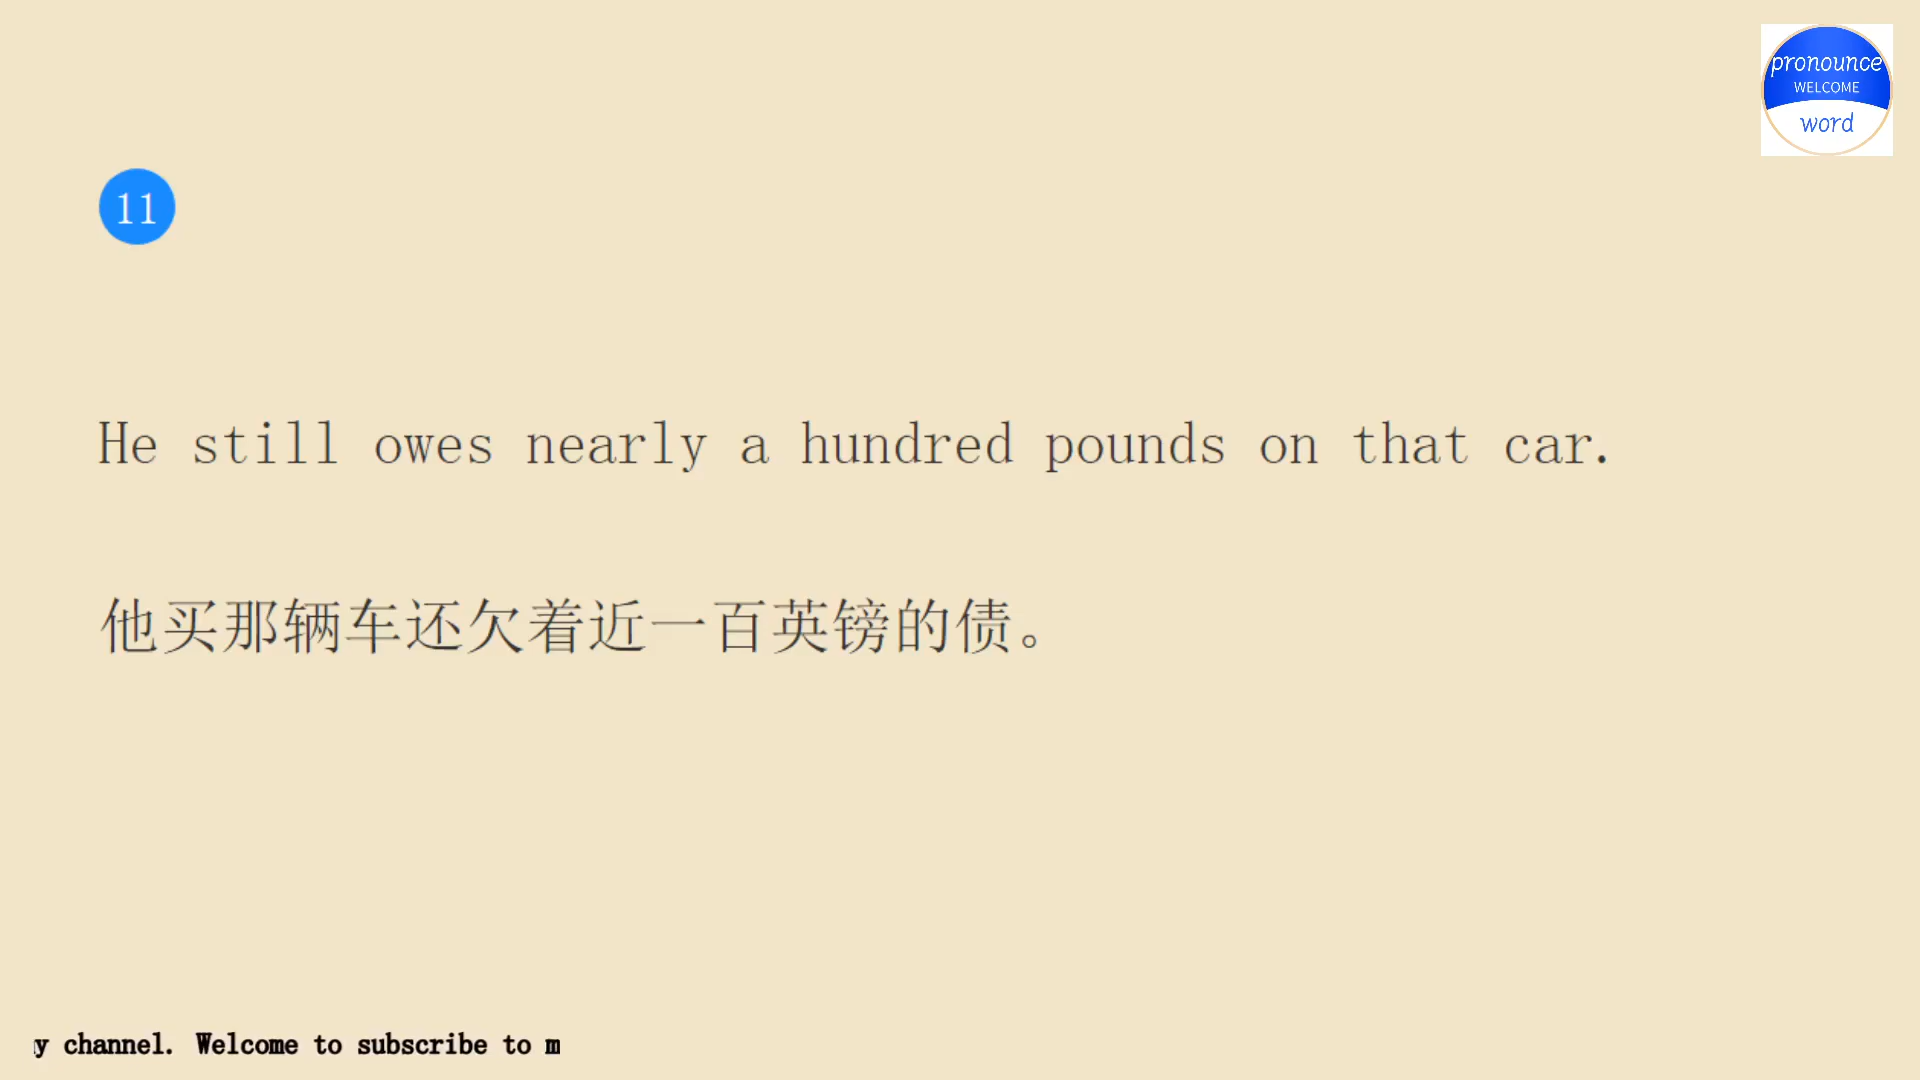 pronounce
WELCOME
word
11
He still owes nearly a hundred pounds on that car.
他买那辆车还欠着近一百英镑的债。
y channel. Welcome to subscribe to m